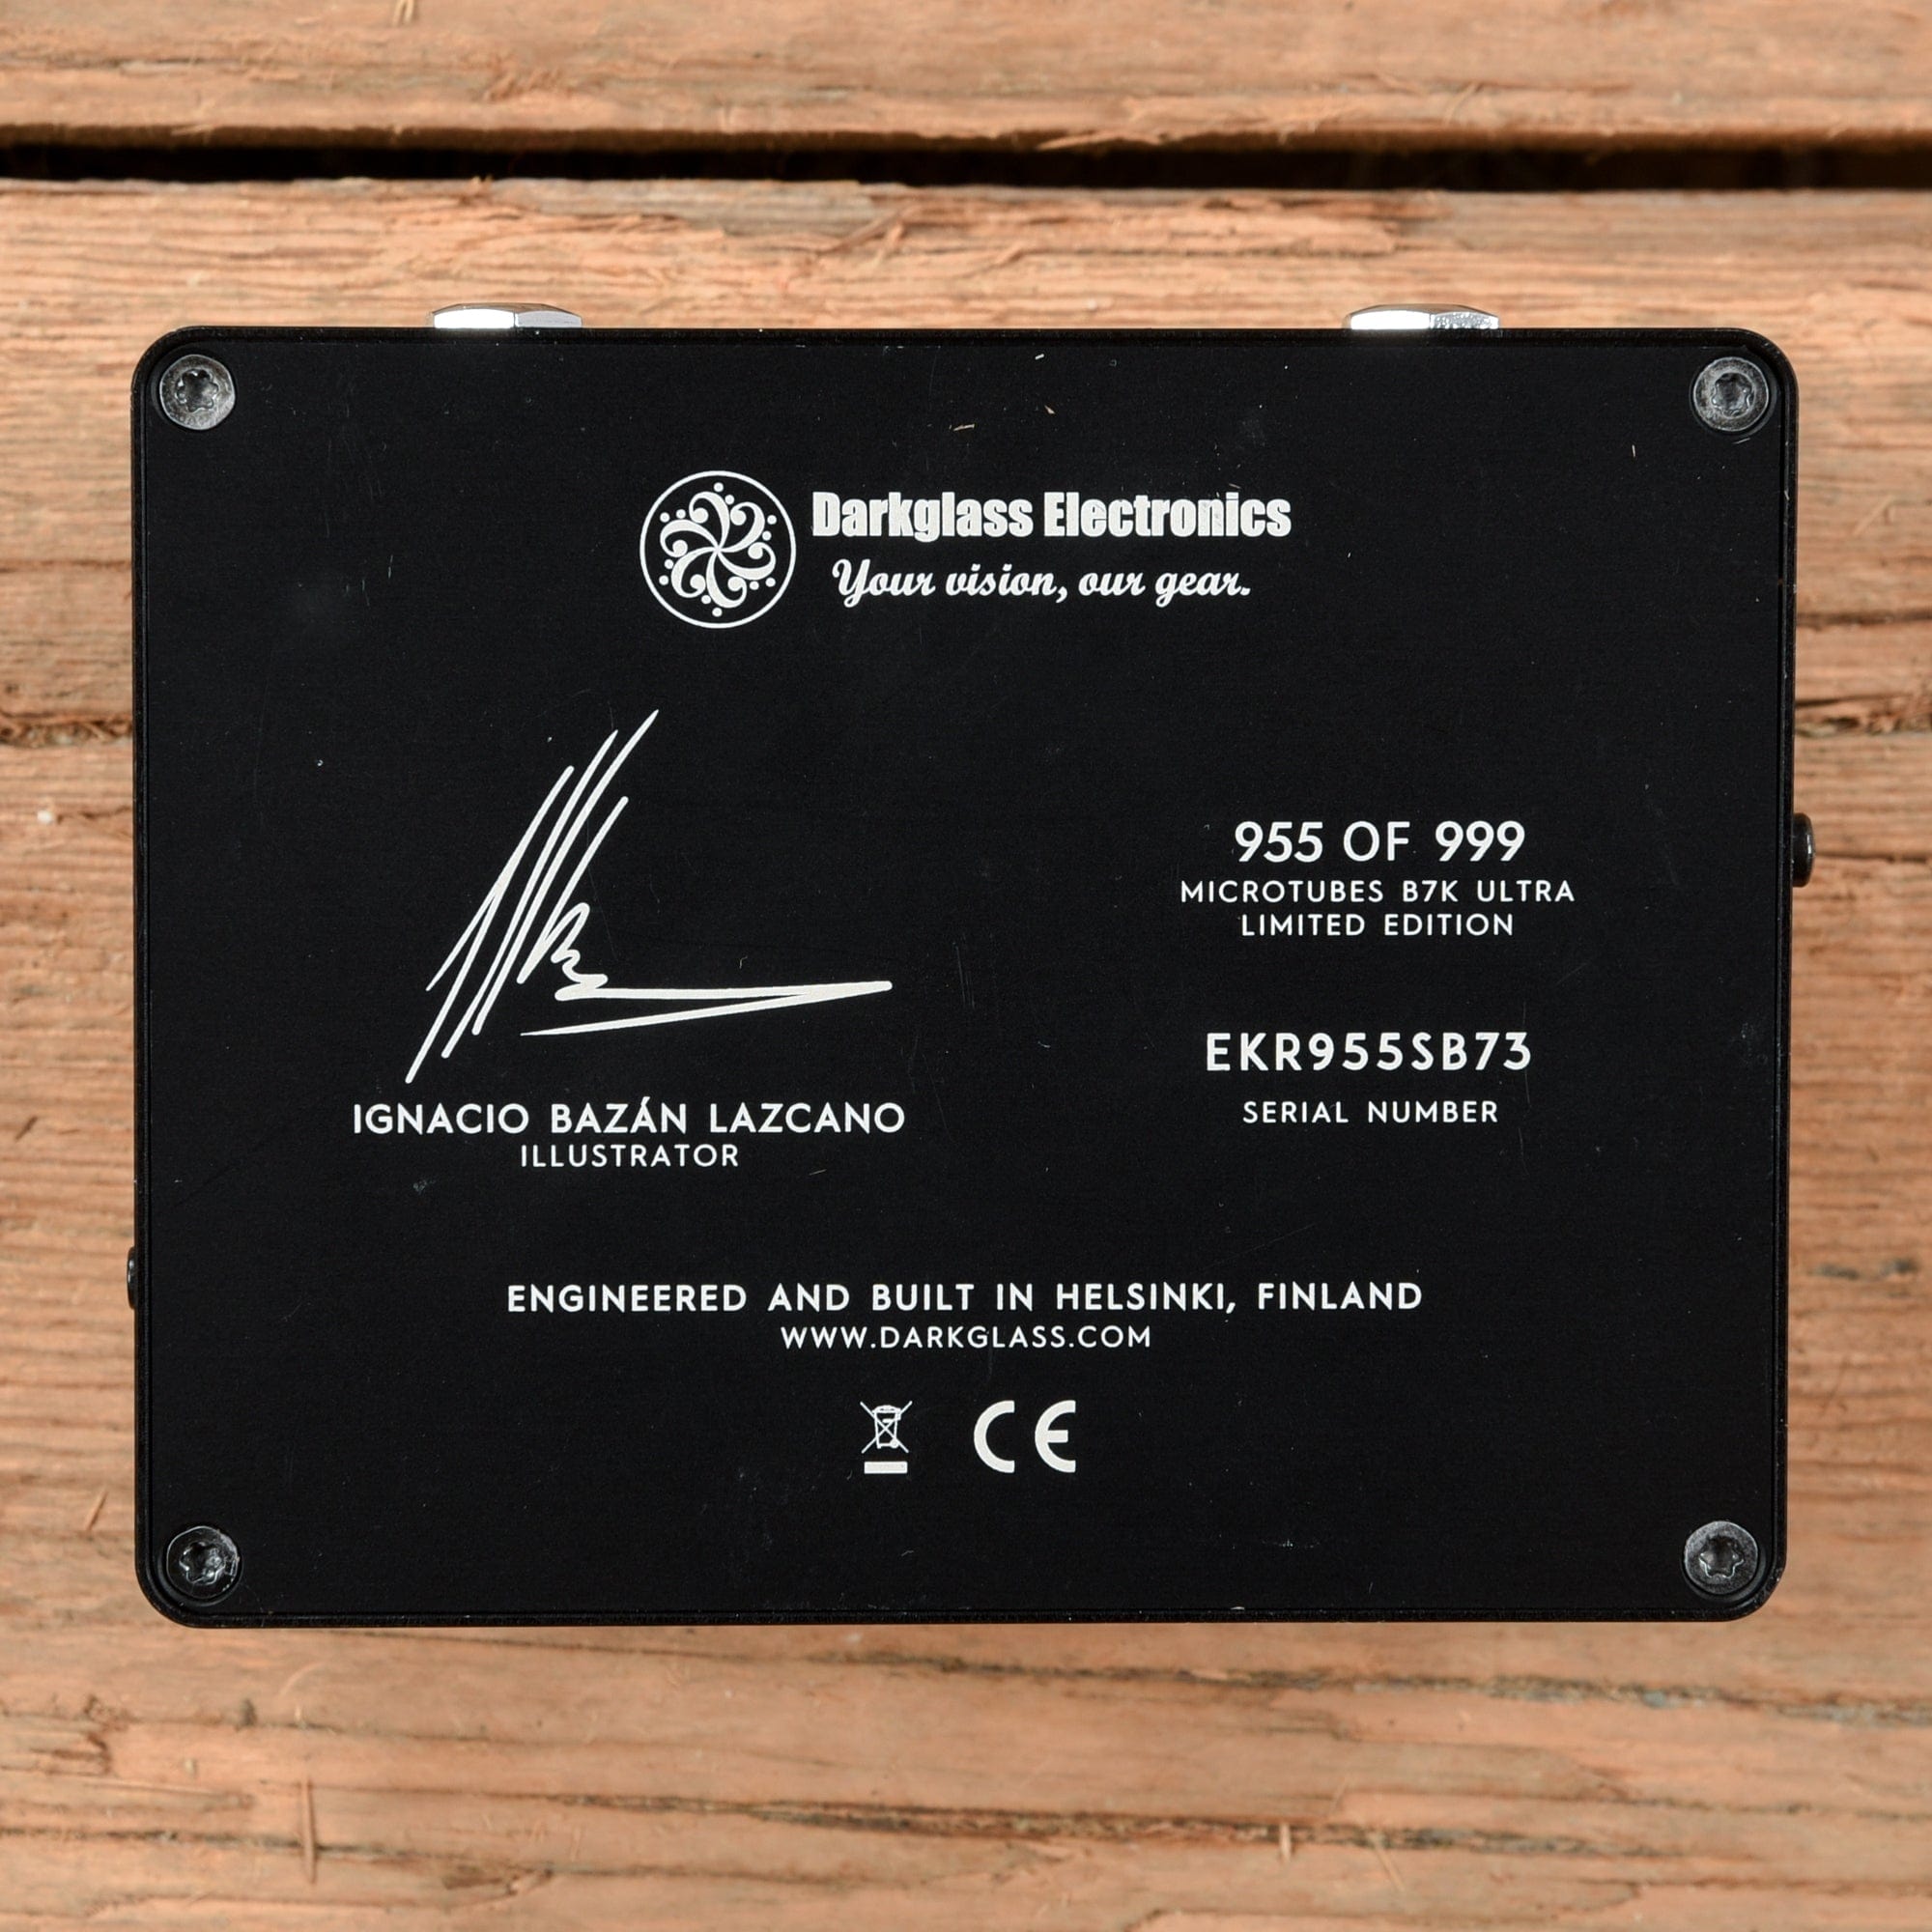 Darkglass Electronics
Your vision, our gear.
955 OF 999
MICROTUBES B7K ULTRA
LIMITED EDITION
EKR955SB73
SERIAL NUMBER
IGNACIO BAZÁN LAZCANO
ILLUSTRATOR
ENGINEERED AND BUILT IN HELSINKI, FINLAND
WWW.DARKGLASS.COM
CE